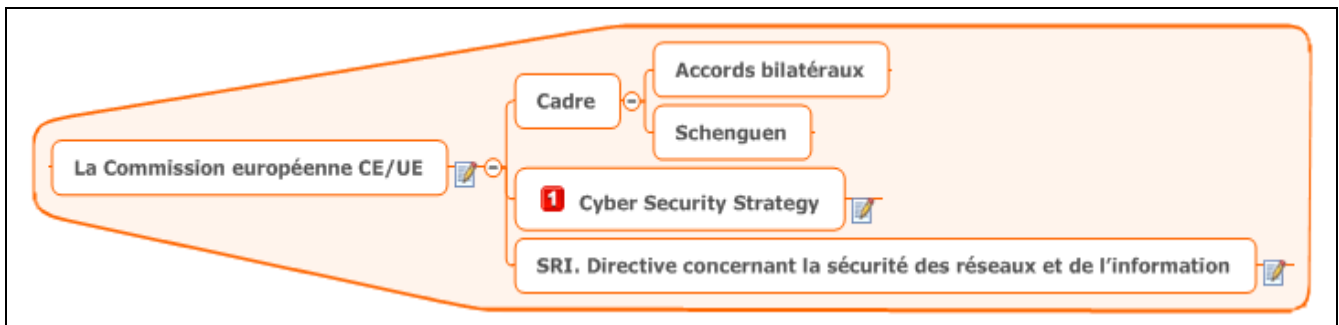 Accords bilatéraux
Cadre
Schenguen
La Commission européenne CE/UE
1 Cyber Security Strategy
SRI. Directive concernant la sécurité des réseaux et de l’information